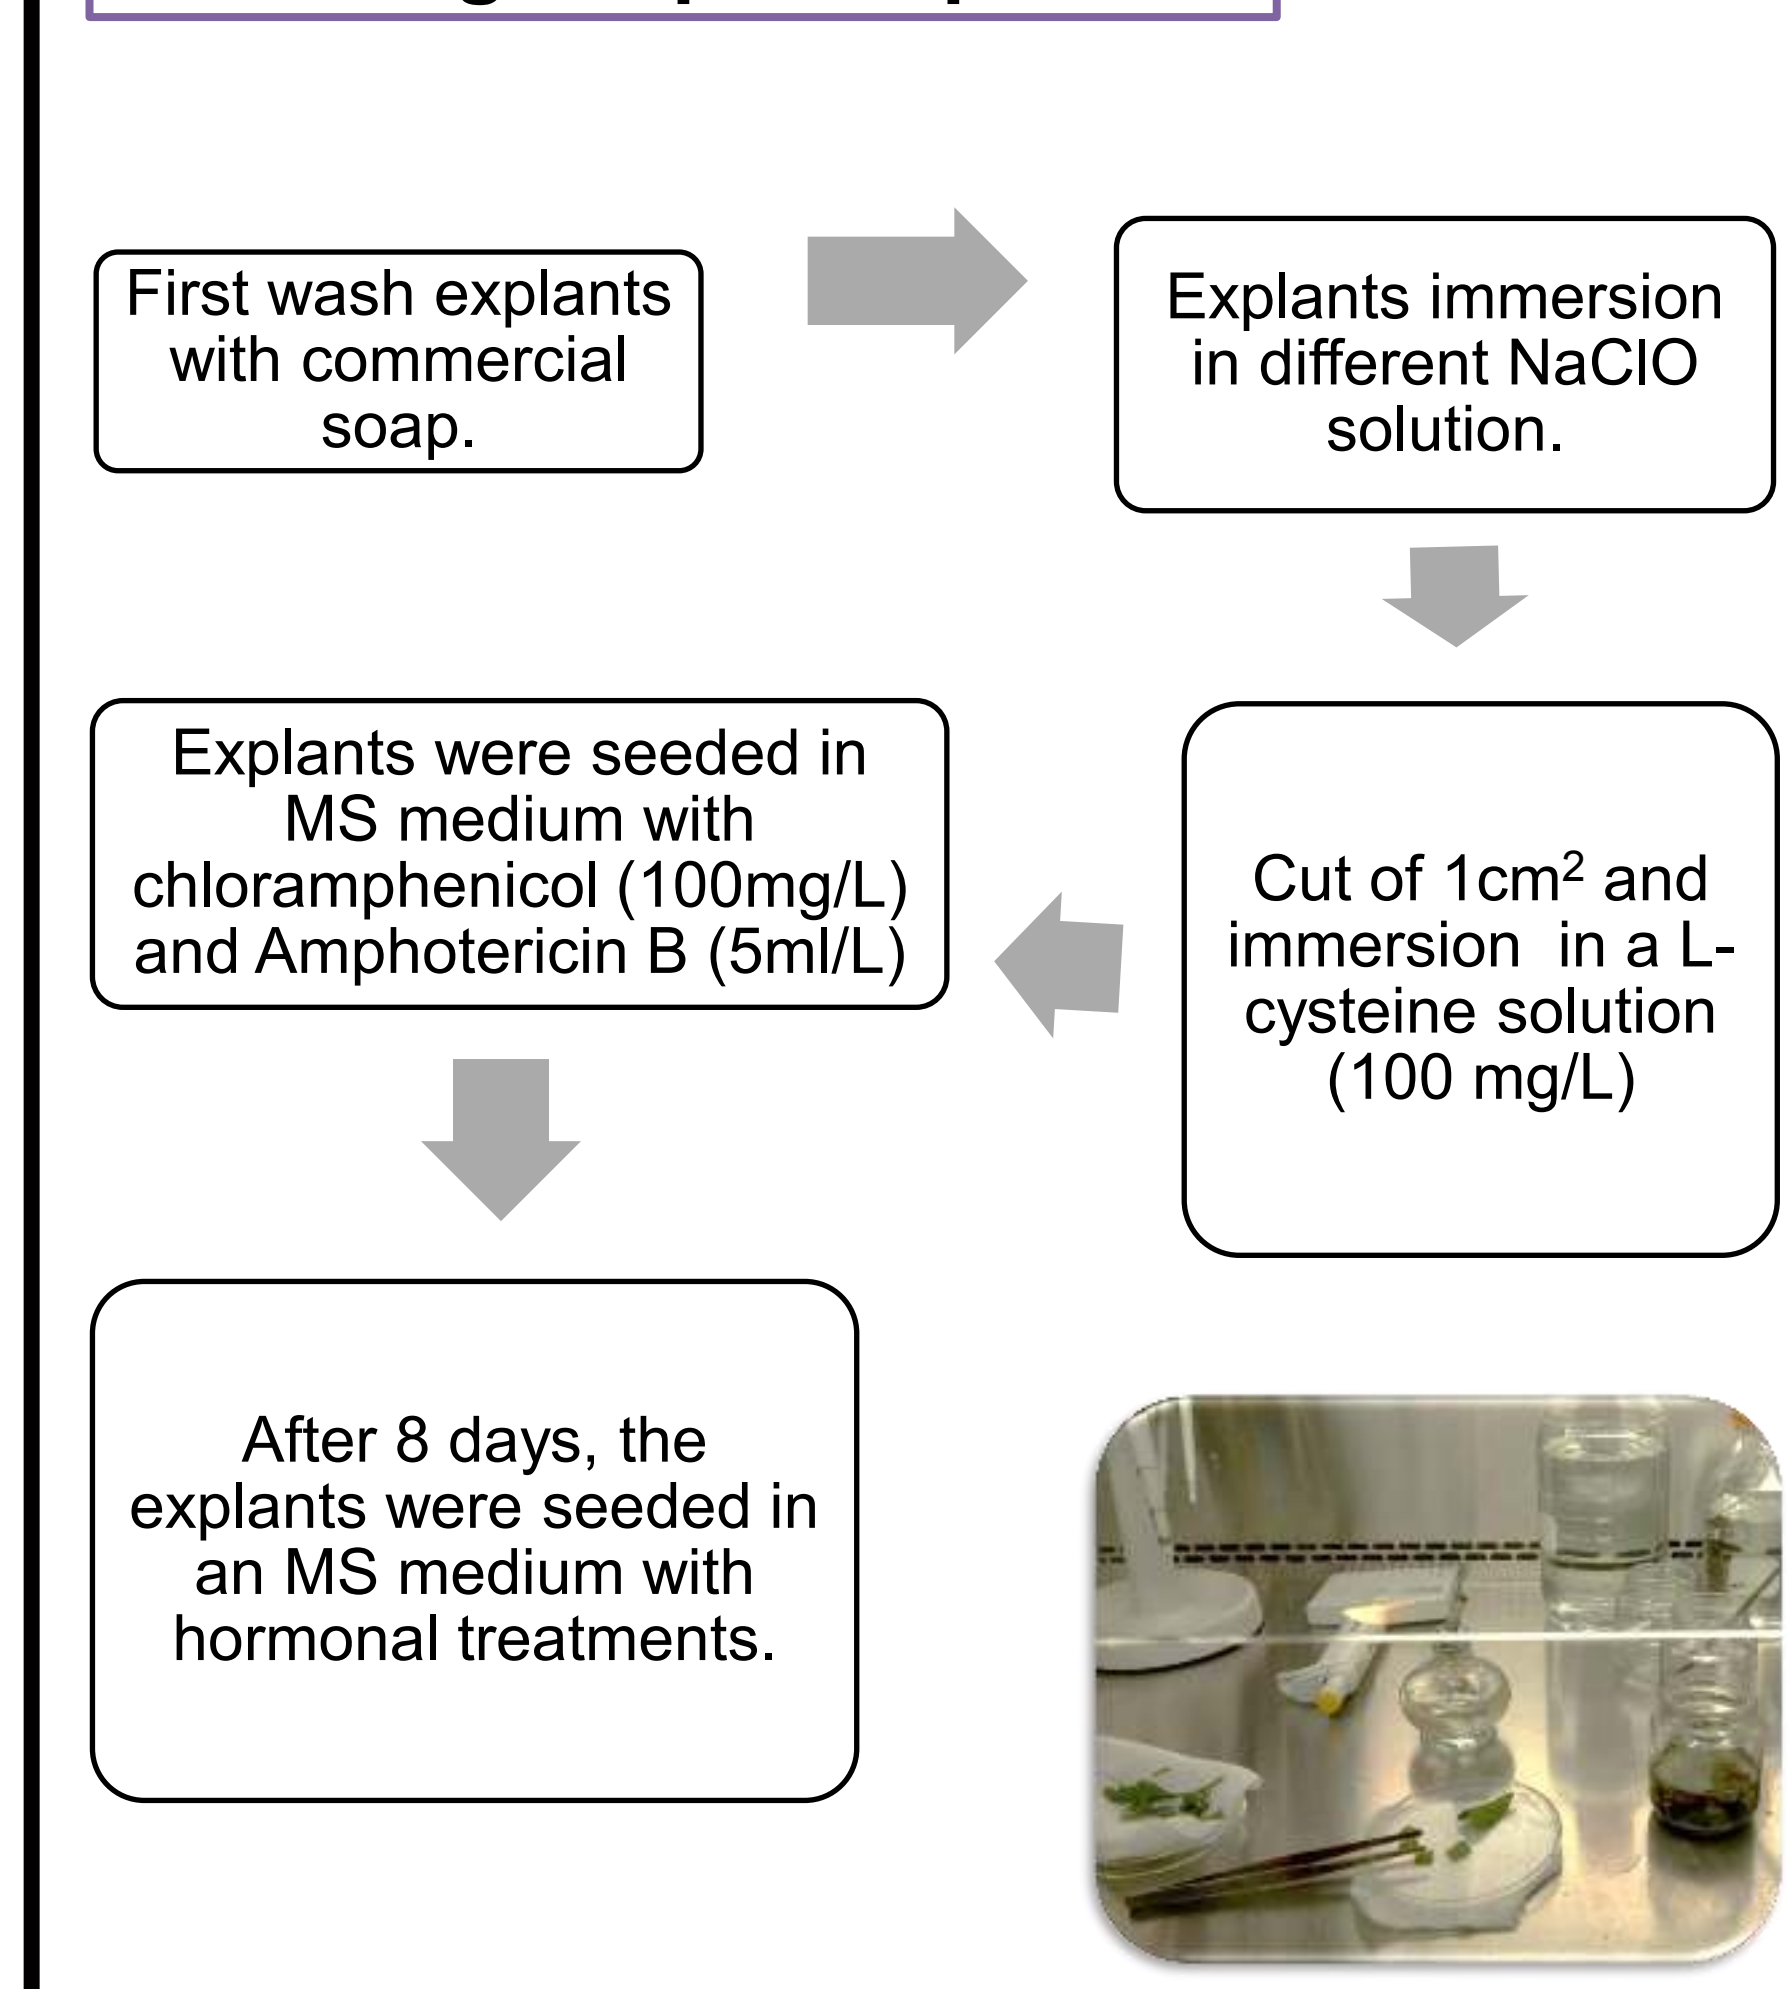 First wash explants
with commercial
soap.
Explants immersion
in different NaClO
solution.
Cut of 1cm² and
immersion in a L-
cysteine solution
(100 mg/L)
Explants were seeded in
MS medium with
chloramphenicol (100mg/L)
and Amphotericin B (5ml/L)
After 8 days, the
explants were seeded in
an MS medium with
hormonal treatments.